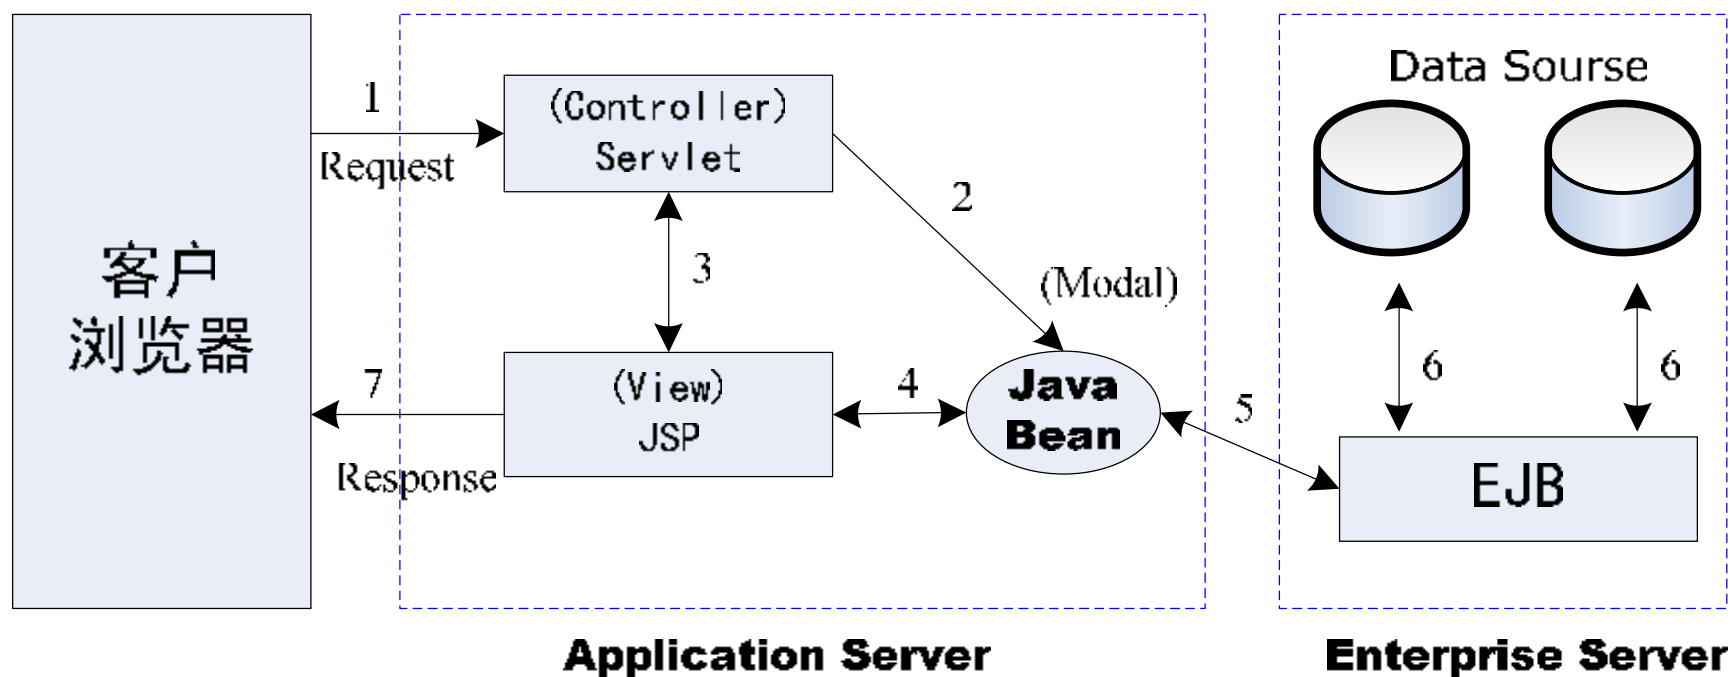 Data Sourse
1
(Controller)
Servlet
Request
2
客户
浏览器
3
(Modal)
7
(View)
JSP
4
Java
Bean
5
6
6
Response
EJB
Application Server
Enterprise Server